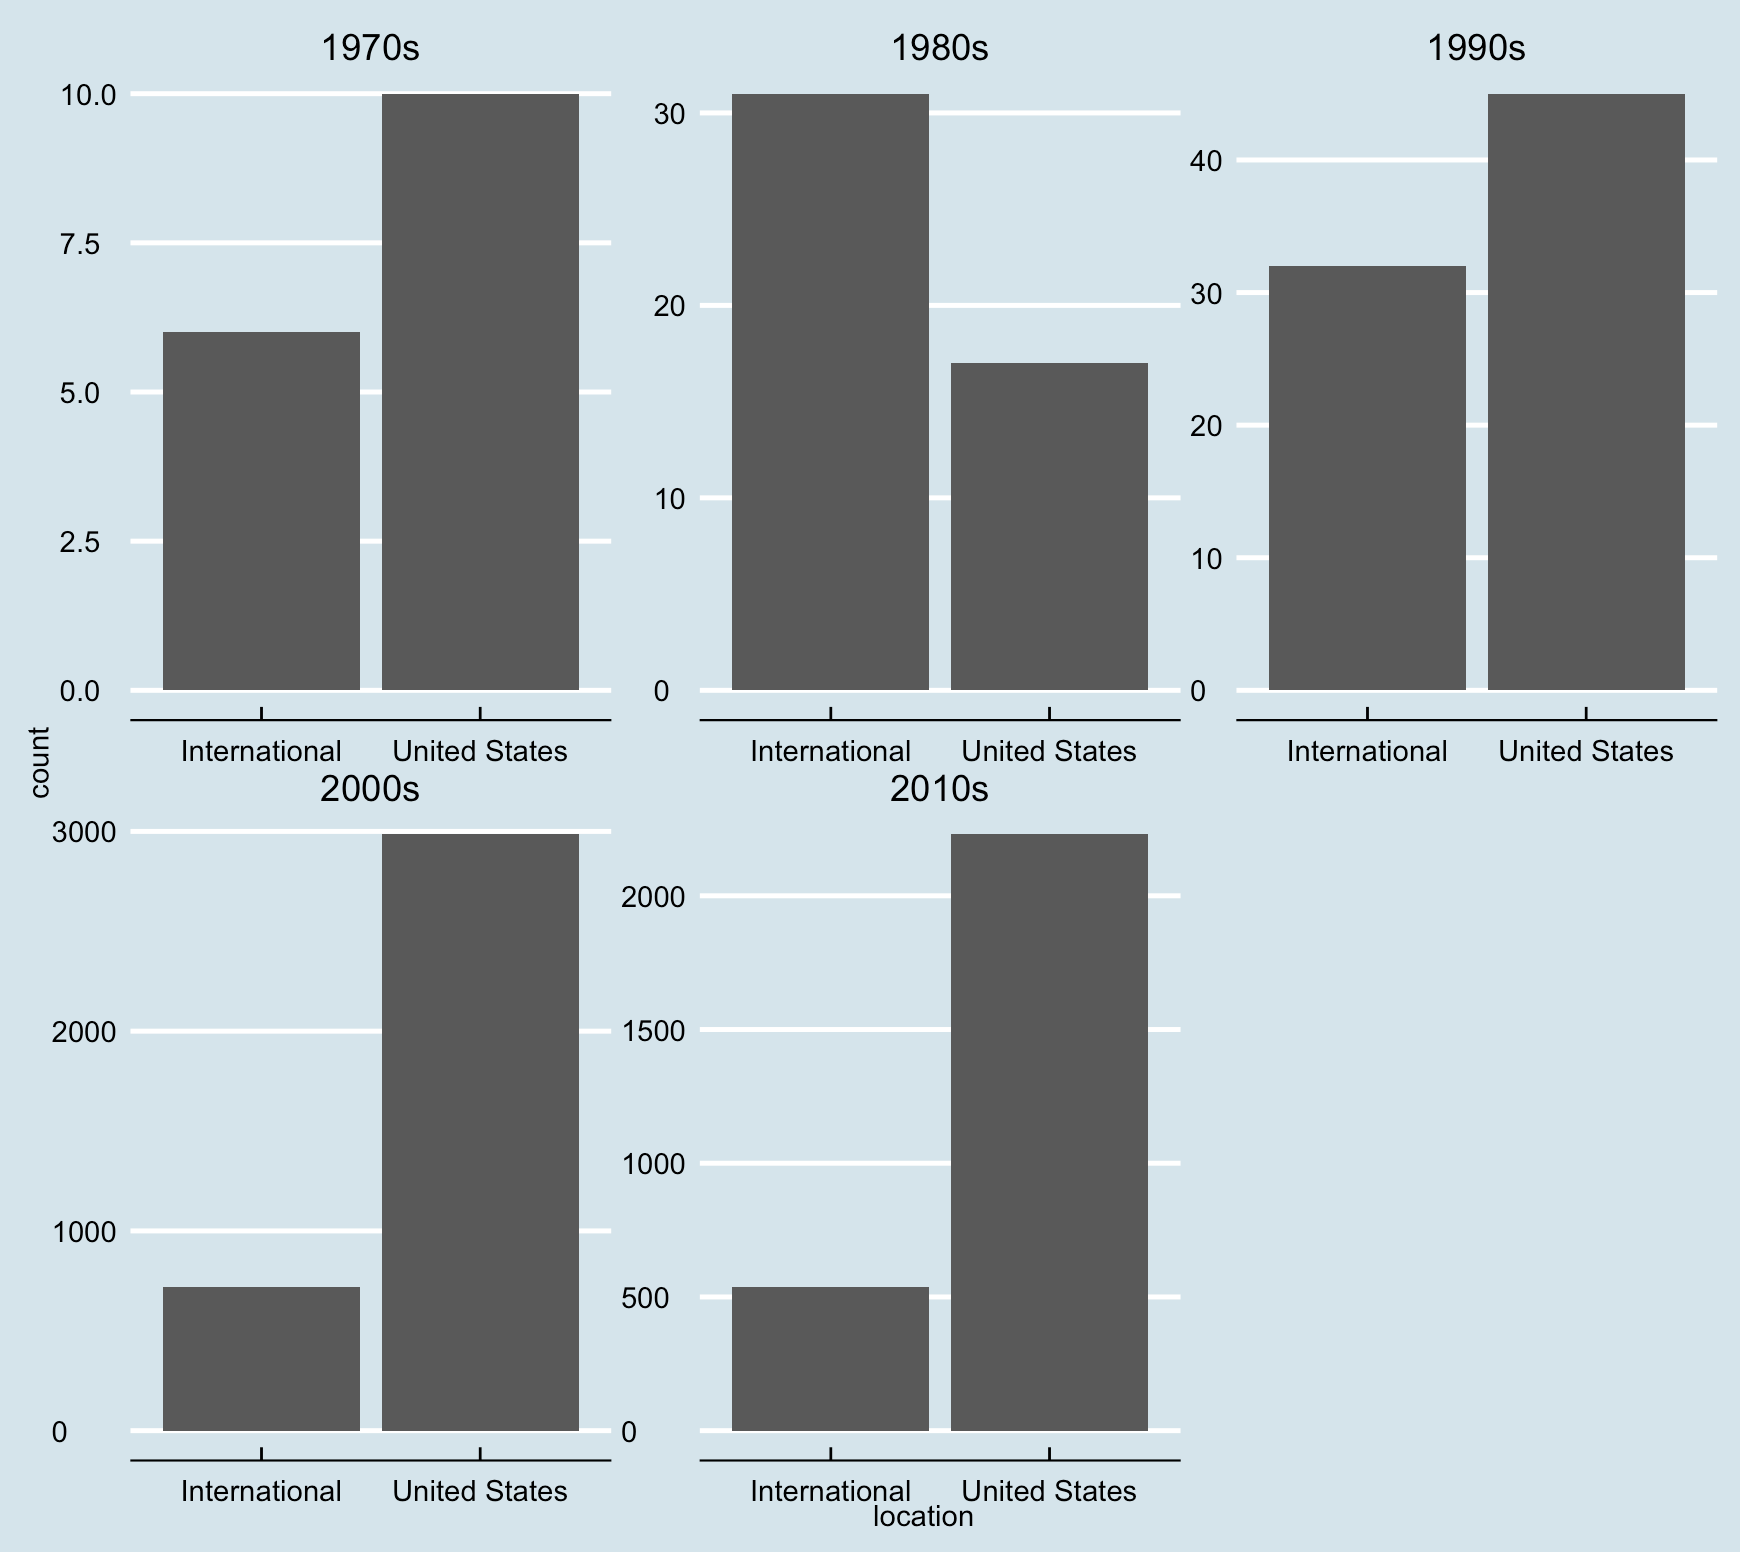 1970s
10.0
7.5
5.0
2.5
0.0
International United States
1980s
30
20
10
0
International United States
1990s
40
30
20
10
0
International United States
count
2000s
3000
2000
1000
0
International United States
2010s
2000
1500
1000
500
0
International United States
location